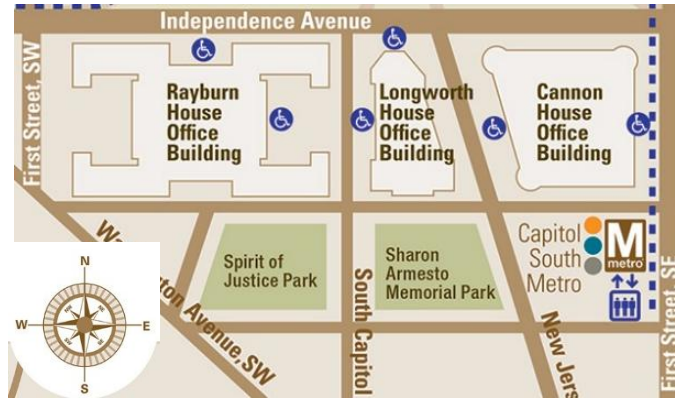 Independence Avenue
First Street, SW
Rayburn
House
Office
Building
Longworth
House
Office
Building
Cannon
House
Office
Building
Spirit of
Justice Park
Sharon
Armesto
Memorial Park
Capitol
South
Metro
M
metro
South Capitol
New Jers
First Street, SE
ton Avenue, SW
N
W
E
S